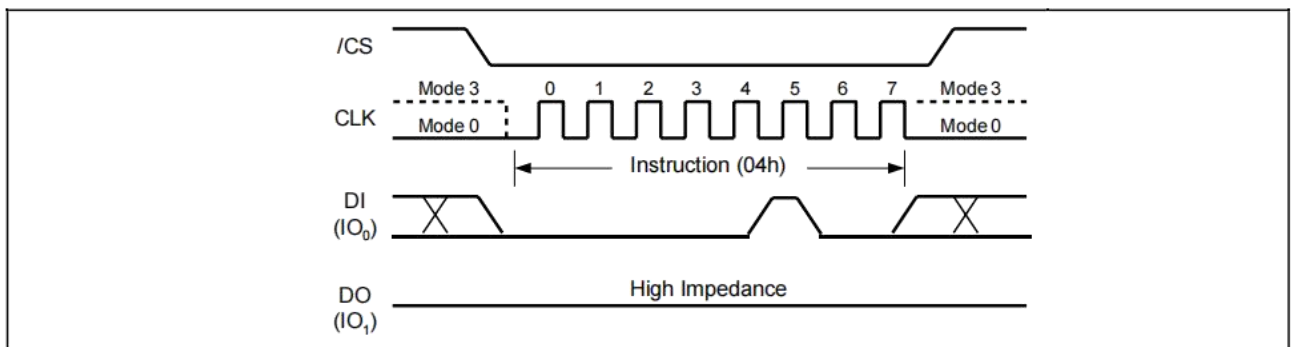 /CS
Mode 3 0 1 2 3 4 5 6 7 Mode 3
CLK
Mode 0 Mode 0
Instruction (04h)
DI
(IO₀)
High Impedance
DO
(IO₁)